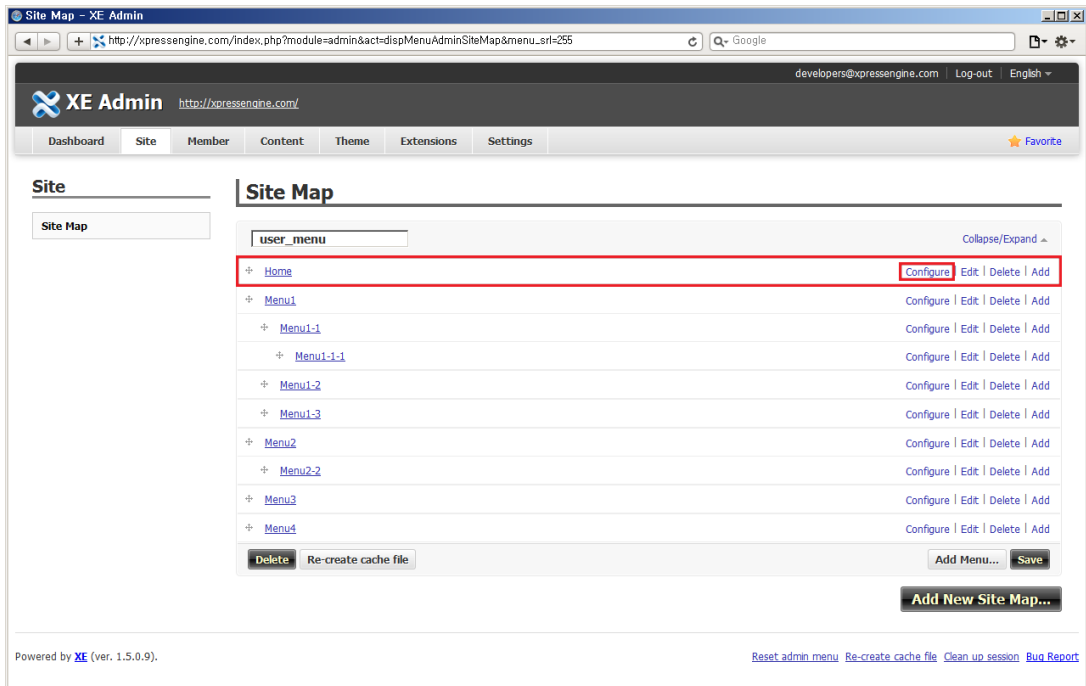 Site Map - XE Admin
http://xpressengine,com/index,php?module=admin&act=dispMenuAdminSiteMap&menu_srl=255
Google
developers@xpressengine.com | Log-out | English
XE Admin http://xpressengine.com/
Dashboard Site Member Content Theme Extensions Settings Favorite
Site
Site Map
Site Map
user_menu Collapse/Expand
Home Configure | Edit | Delete | Add
Menu1 Configure | Edit | Delete | Add
Menu1-1 Configure | Edit | Delete | Add
Menu1-1-1 Configure | Edit | Delete | Add
Menu1-2 Configure | Edit | Delete | Add
Menu1-3 Configure | Edit | Delete | Add
Menu2 Configure | Edit | Delete | Add
Menu2-2 Configure | Edit | Delete | Add
Menu3 Configure | Edit | Delete | Add
Menu4 Configure | Edit | Delete | Add
Delete Re-create cache file Add Menu... Save
Add New Site Map...
Powered by XE (ver. 1.5.0.9). Reset admin menu Re-create cache file Clean up session Bug Report